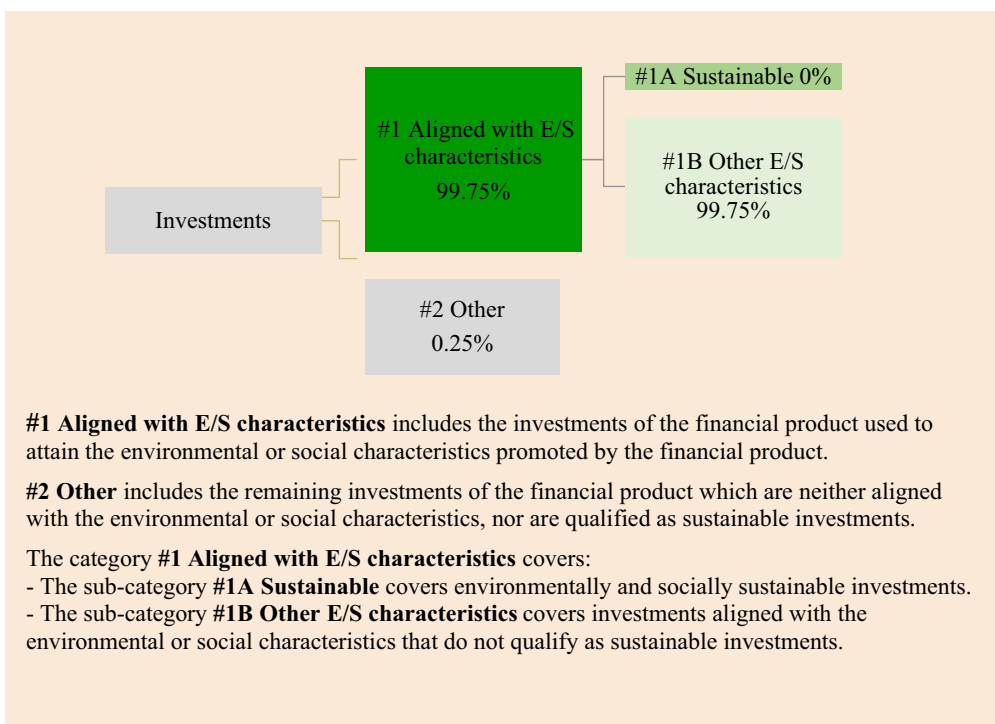 #1A Sustainable 0%
#1 Aligned with E/S
characteristics
99.75%
#1B Other E/S
characteristics
99.75%
Investments
#2 Other
0.25%
#1 Aligned with E/S characteristics includes the investments of the financial product used to
attain the environmental or social characteristics promoted by the financial product.
#2 Other includes the remaining investments of the financial product which are neither aligned
with the environmental or social characteristics, nor are qualified as sustainable investments.
The category #1 Aligned with E/S characteristics covers:
- The sub-category #1A Sustainable covers environmentally and socially sustainable investments.
- The sub-category #1B Other E/S characteristics covers investments aligned with the
environmental or social characteristics that do not qualify as sustainable investments.